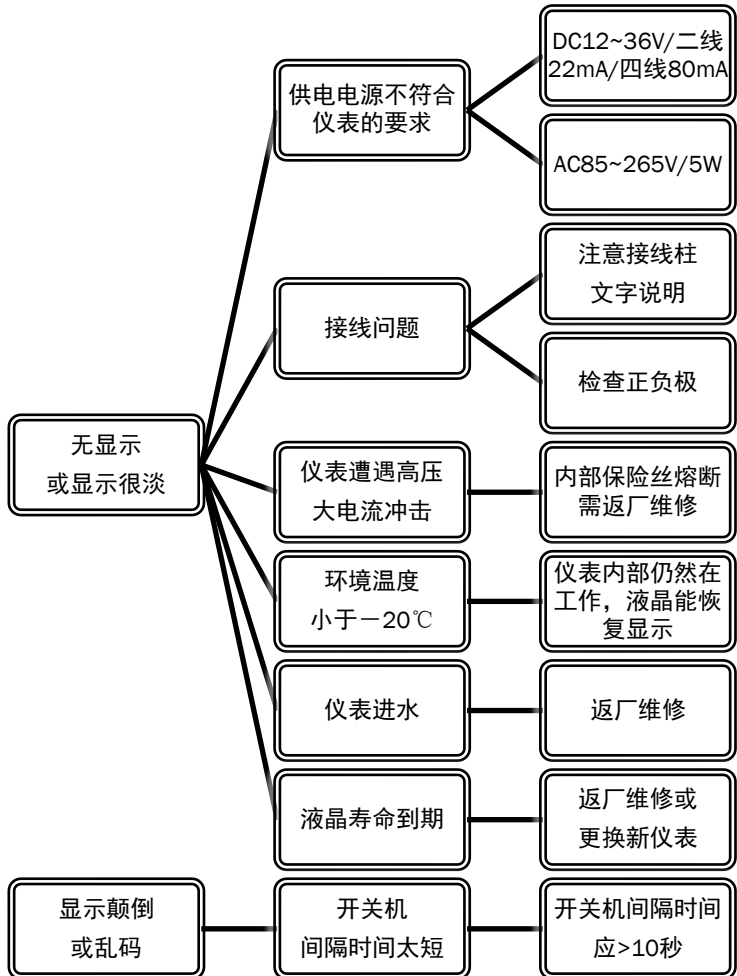 无显示
或显示很淡
供电电源不符合
仪表的要求
DC12~36V/二线
22mA/四线80mA
AC85~265V/5W
接线问题
注意接线柱
文字说明
检查正负极
仪表遭遇高压
大电流冲击
内部保险丝熔断
需返厂维修
环境温度
小于－20℃
仪表内部仍然在
工作，液晶能恢
复显示
仪表进水
返厂维修
液晶寿命到期
返厂维修或
更换新仪表
显示颠倒
或乱码
开关机
间隔时间太短
开关机间隔时间
应>10秒